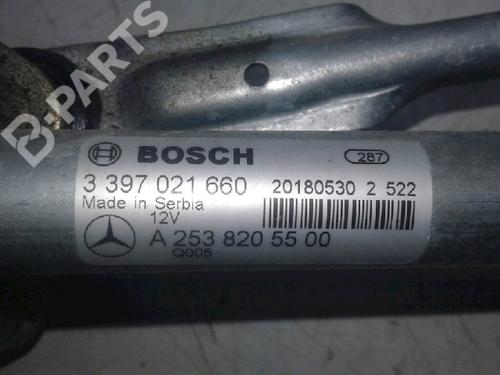 B-PARTS
BOSCH
287
3 397 021 660
20180530 2 522
Made in Serbia
12V
A 253 820 55 00
Q005